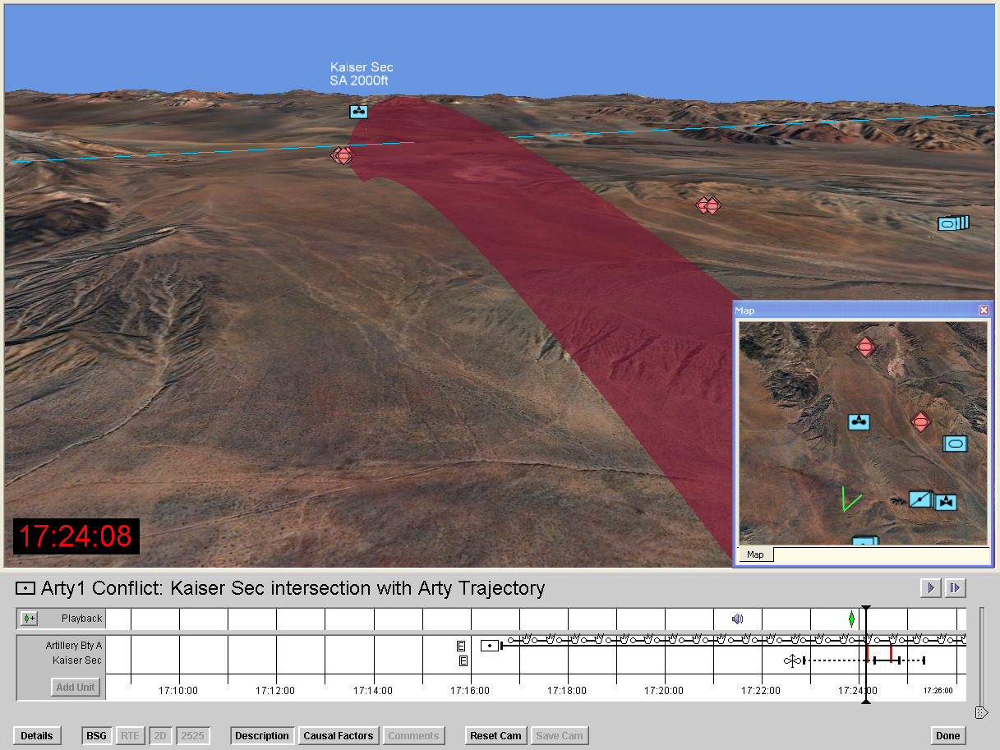 Kaiser Sec
SA 2000ft
Map
Map
17:24:08
Arty1 Conflict: Kaiser Sec intersection with Arty Trajectory
Playback
Artillery Bty A
E
Kaiser Sec
E
Add Unit
17:10:00 17:12:00 17:14:00 17:16:00 17:18:00 17:20:00 17:22:00 17:24:00 17:26:00
Details BSG RTE 2D 2525 Description Causal Factors Comments Reset Cam Save Cam Done